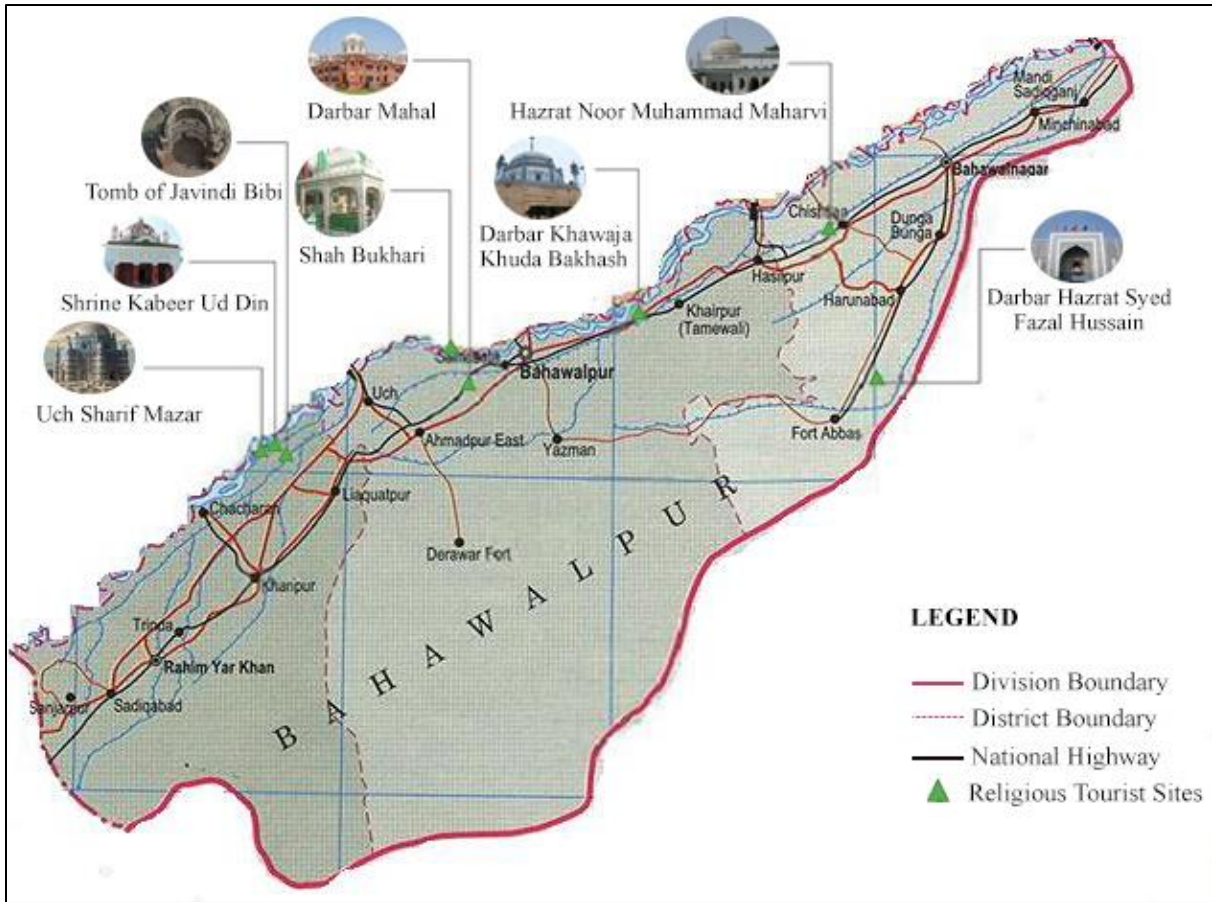 Darbar Mahal
Hazrat Noor Muhammad Maharvi
Tomb of Javindi Bibi
Shah Bukhari
Darbar Khawaja
Khuda Bakhash
Shrine Kabeer Ud Din
Uch Sharif Mazar
Darbar Hazrat Syed
Fazal Hussain
Mandi
Sadioganj
Minchinabad
Bahawalnagar
Dunga
Bunga
Hasilpur
Harunabad
Khairpur
(Tamewali)
Bahawalpur
Uch
Ahmadpur East
Yazman
Fort Abbas
Chacharan
Liaquatpur
Derawar Fort
Khanpur
Trinda
Rahim Yar Khan
Sanjarpur
Sadiqabad
BAHAWALPUR
LEGEND
Division Boundary
District Boundary
National Highway
Religious Tourist Sites